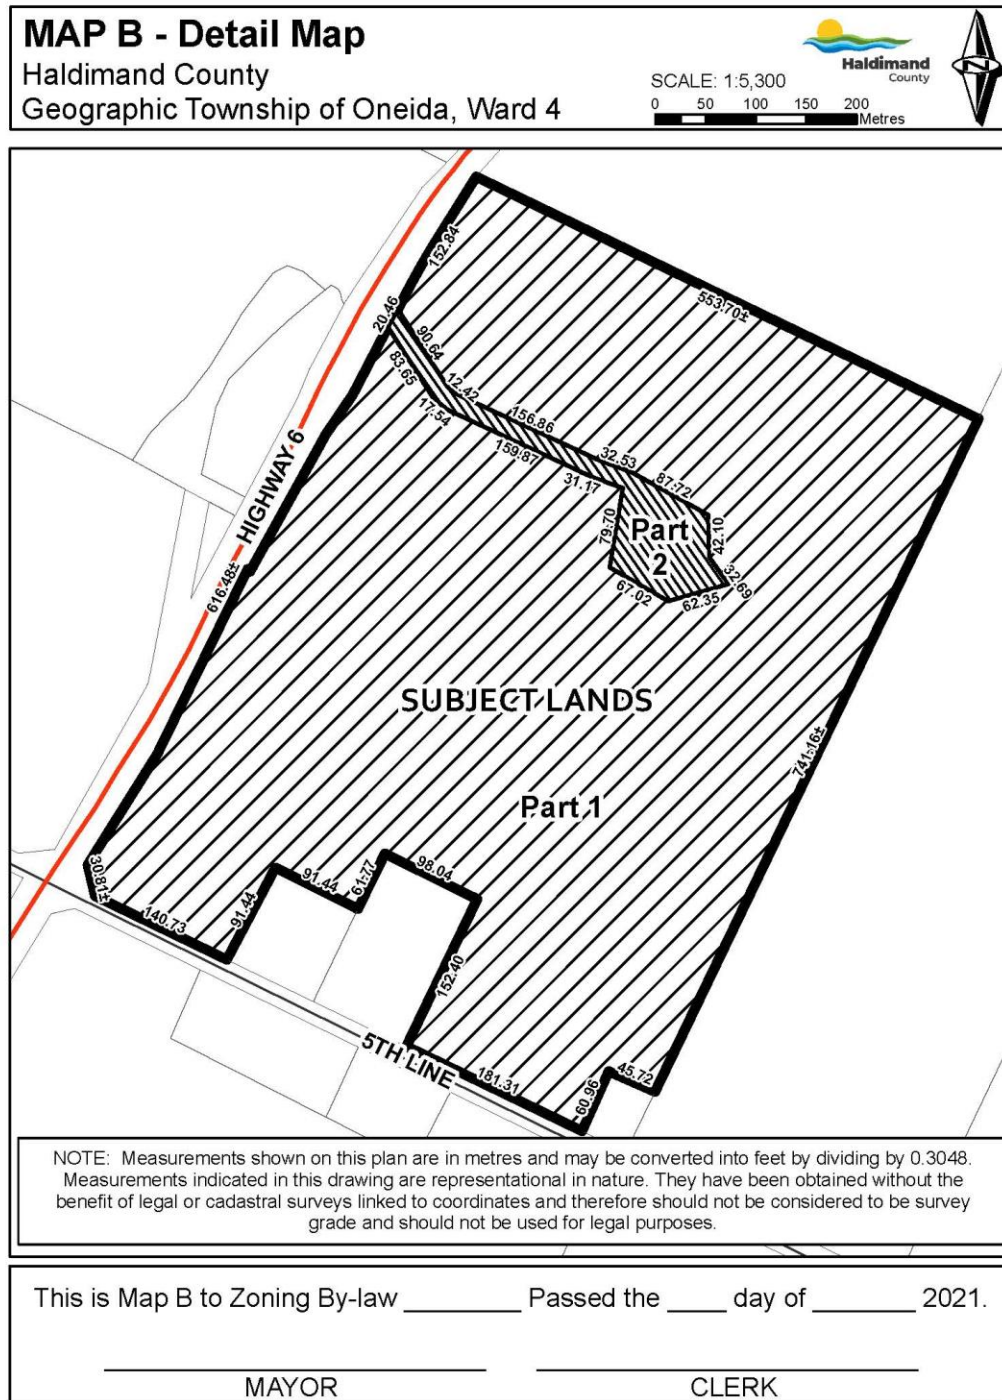 MAP B - Detail Map
Haldimand County
Geographic Township of Oneida, Ward 4
Haldimand
County
N
SCALE: 1:5,300
0 50 100 150 200
Metres
152.84
553.70±
20.46
90.64
83.65
12.42
17.54
156.86
159.87
32.53
31.17
87.72
42.10
79.70
Part
2
32.69
67.02
62.35
HIGHWAY 6
616.48±
SUBJECT LANDS
741.16±
Part 1
30.81±
140.73
91.44
91.44
61.77
98.04
152.40
5TH LINE
181.31
60.96
45.72
NOTE: Measurements shown on this plan are in metres and may be converted into feet by dividing by 0.3048.
Measurements indicated in this drawing are representational in nature. They have been obtained without the
benefit of legal or cadastral surveys linked to coordinates and therefore should not be considered to be survey
grade and should not be used for legal purposes.
This is Map B to Zoning By-law ________ Passed the ____ day of _______ 2021.
MAYOR
CLERK